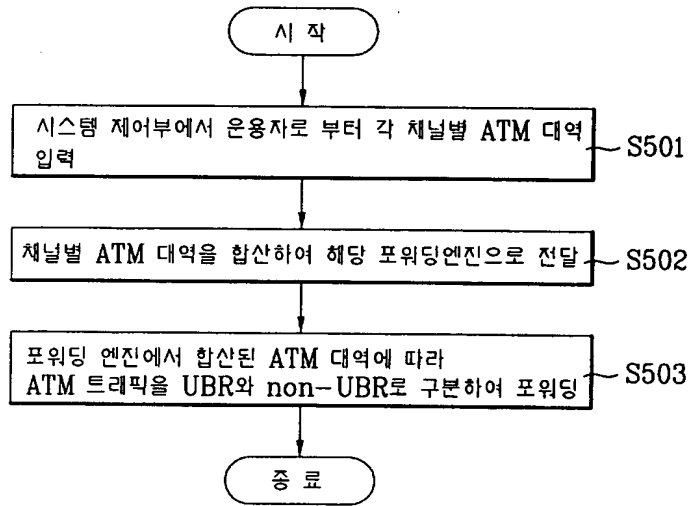 시 작
시스템 제어부에서 운용자로 부터 각 채널별 ATM 대역
입력
S501
채널별 ATM 대역을 합산하여 해당 포워딩엔진으로 전달
S502
포워딩 엔진에서 합산된 ATM 대역에 따라
ATM 트래픽을 UBR와 non-UBR로 구분하여 포워딩
S503
종 료